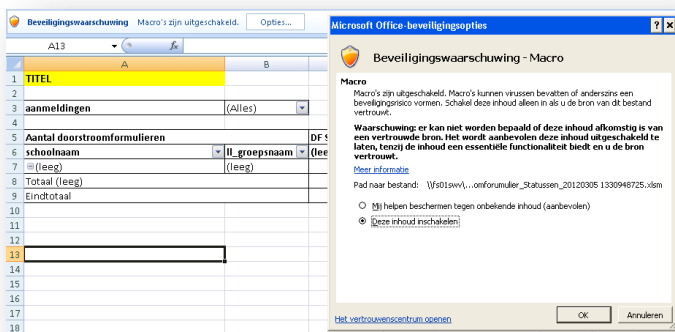 Beveiligingswaarschuwing Macro's zijn uitgeschakeld. Opties...
A13 fx
A B
1 TITEL
2
3 aanmeldingen (Alles)
4
5 Aantal doorstroomformulieren DF S
6 schoolnaam ll_groepsnaam (lee
7 (leeg) (leeg)
8 Totaal (leeg)
9 Eindtotaal
10
11
12
13
14
15
16
17
18
Microsoft Office-beveiligingsopties
Beveiligingswaarschuwing - Macro
Macro
Macro's zijn uitgeschakeld. Macro's kunnen virussen bevatten of anderszins een
beveiligingsrisico vormen. Schakel deze inhoud alleen in als u de bron van dit bestand
vertrouwt.
Waarschuwing: er kan niet worden bepaald of deze inhoud afkomstig is van
een vertrouwde bron. Het wordt aanbevolen deze inhoud uitgeschakeld te
laten, tenzij de inhoud een essentiële functionaliteit biedt en u de bron
vertrouwt.
Meer informatie
Pad naar bestand: \\fs01swv\...omforumulier_Statussen_20120305 1330948725.xlsm
Mij helpen beschermen tegen onbekende inhoud (aanbevolen)
Deze inhoud inschakelen
Het vertrouwenscentrum openen OK Annuleren